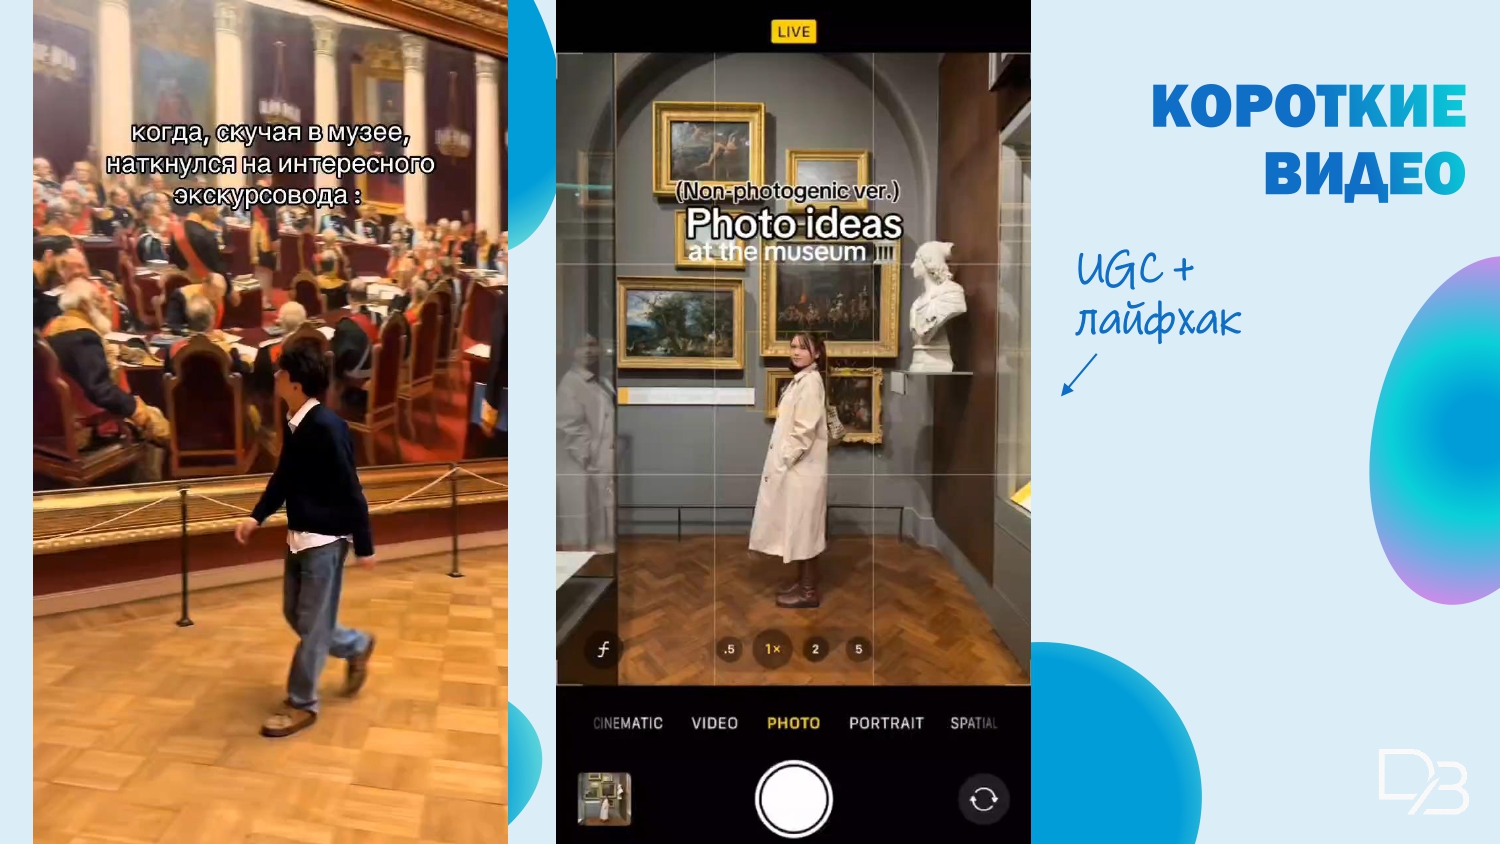 когда, скучая в музее,
наткнулся на интересного
экскурсовода :
LIVE
(Non-photogenic ver.)
Photo ideas
at the museum
.5
1×
2
5
CINEMATIC
VIDEO
PHOTO
PORTRAIT
SPATIAL
КОРОТКИЕ
ВИДЕО
UGC +
лайфхак
DB